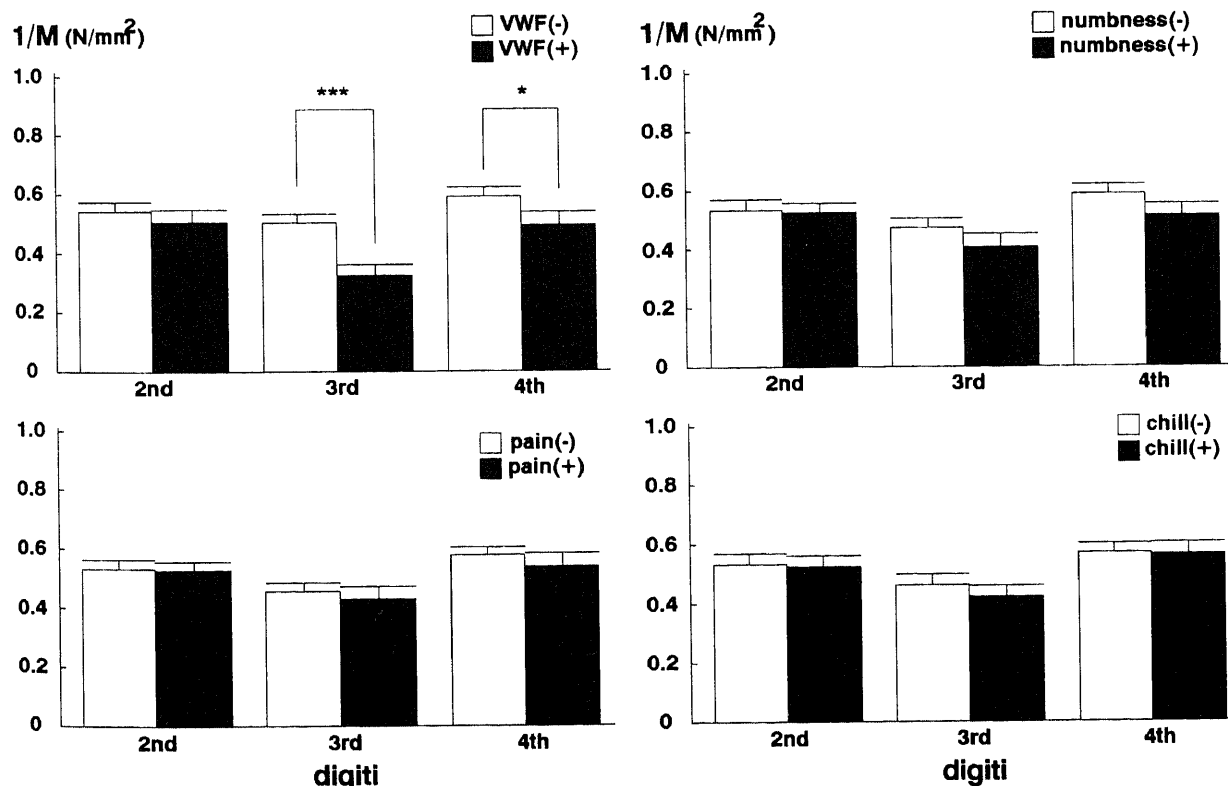 1/M (N/mm²)
VWF(-)
VWF(+)
1.0
0.8
0.6
0.4
0.2
0
***
*
2nd 3rd 4th
1/M (N/mm²)
numbness(-)
numbness(+)
1.0
0.8
0.6
0.4
0.2
0
2nd 3rd 4th
pain(-)
pain(+)
1.0
0.8
0.6
0.4
0.2
0
2nd 3rd 4th
digiti
chill(-)
chill(+)
1.0
0.8
0.6
0.4
0.2
0
2nd 3rd 4th
digiti